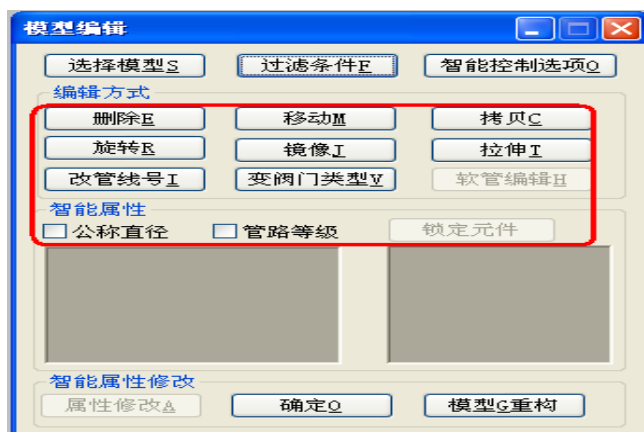 模型编辑
选择模型S 过滤条件F 智能控制选项O
编辑方式
删除E 移动M 拷贝C
旋转R 镜像J 拉伸T
改管线号I 变阀门类型V 软管编辑H
智能属性
公称直径 管路等级 锁定元件
智能属性修改
属性修改A 确定O 模型G重构